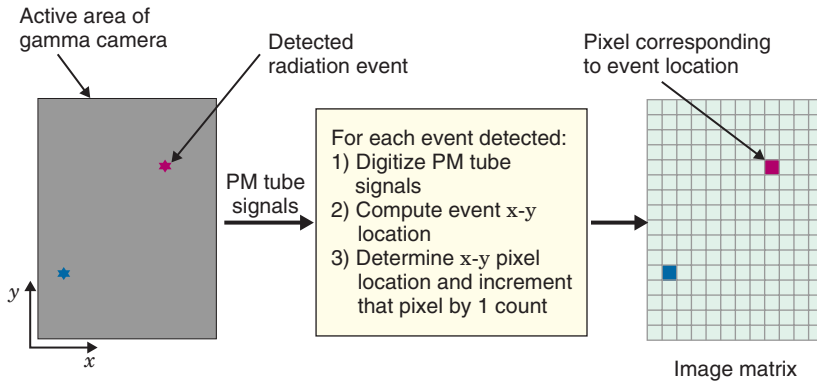 Active area of
gamma camera
Detected
radiation event
Pixel corresponding
to event location
PM tube
signals
For each event detected:
1) Digitize PM tube
signals
2) Compute event x-y
location
3) Determine x-y pixel
location and increment
that pixel by 1 count
y
x
Image matrix